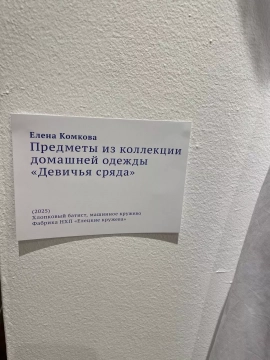 Елена Комкова
Предметы из коллекции
домашней одежды
«Девичья сряда»
(2025)
Хлопковый батист, машинное кружево
Фабрика НХП «Елецкие кружева»